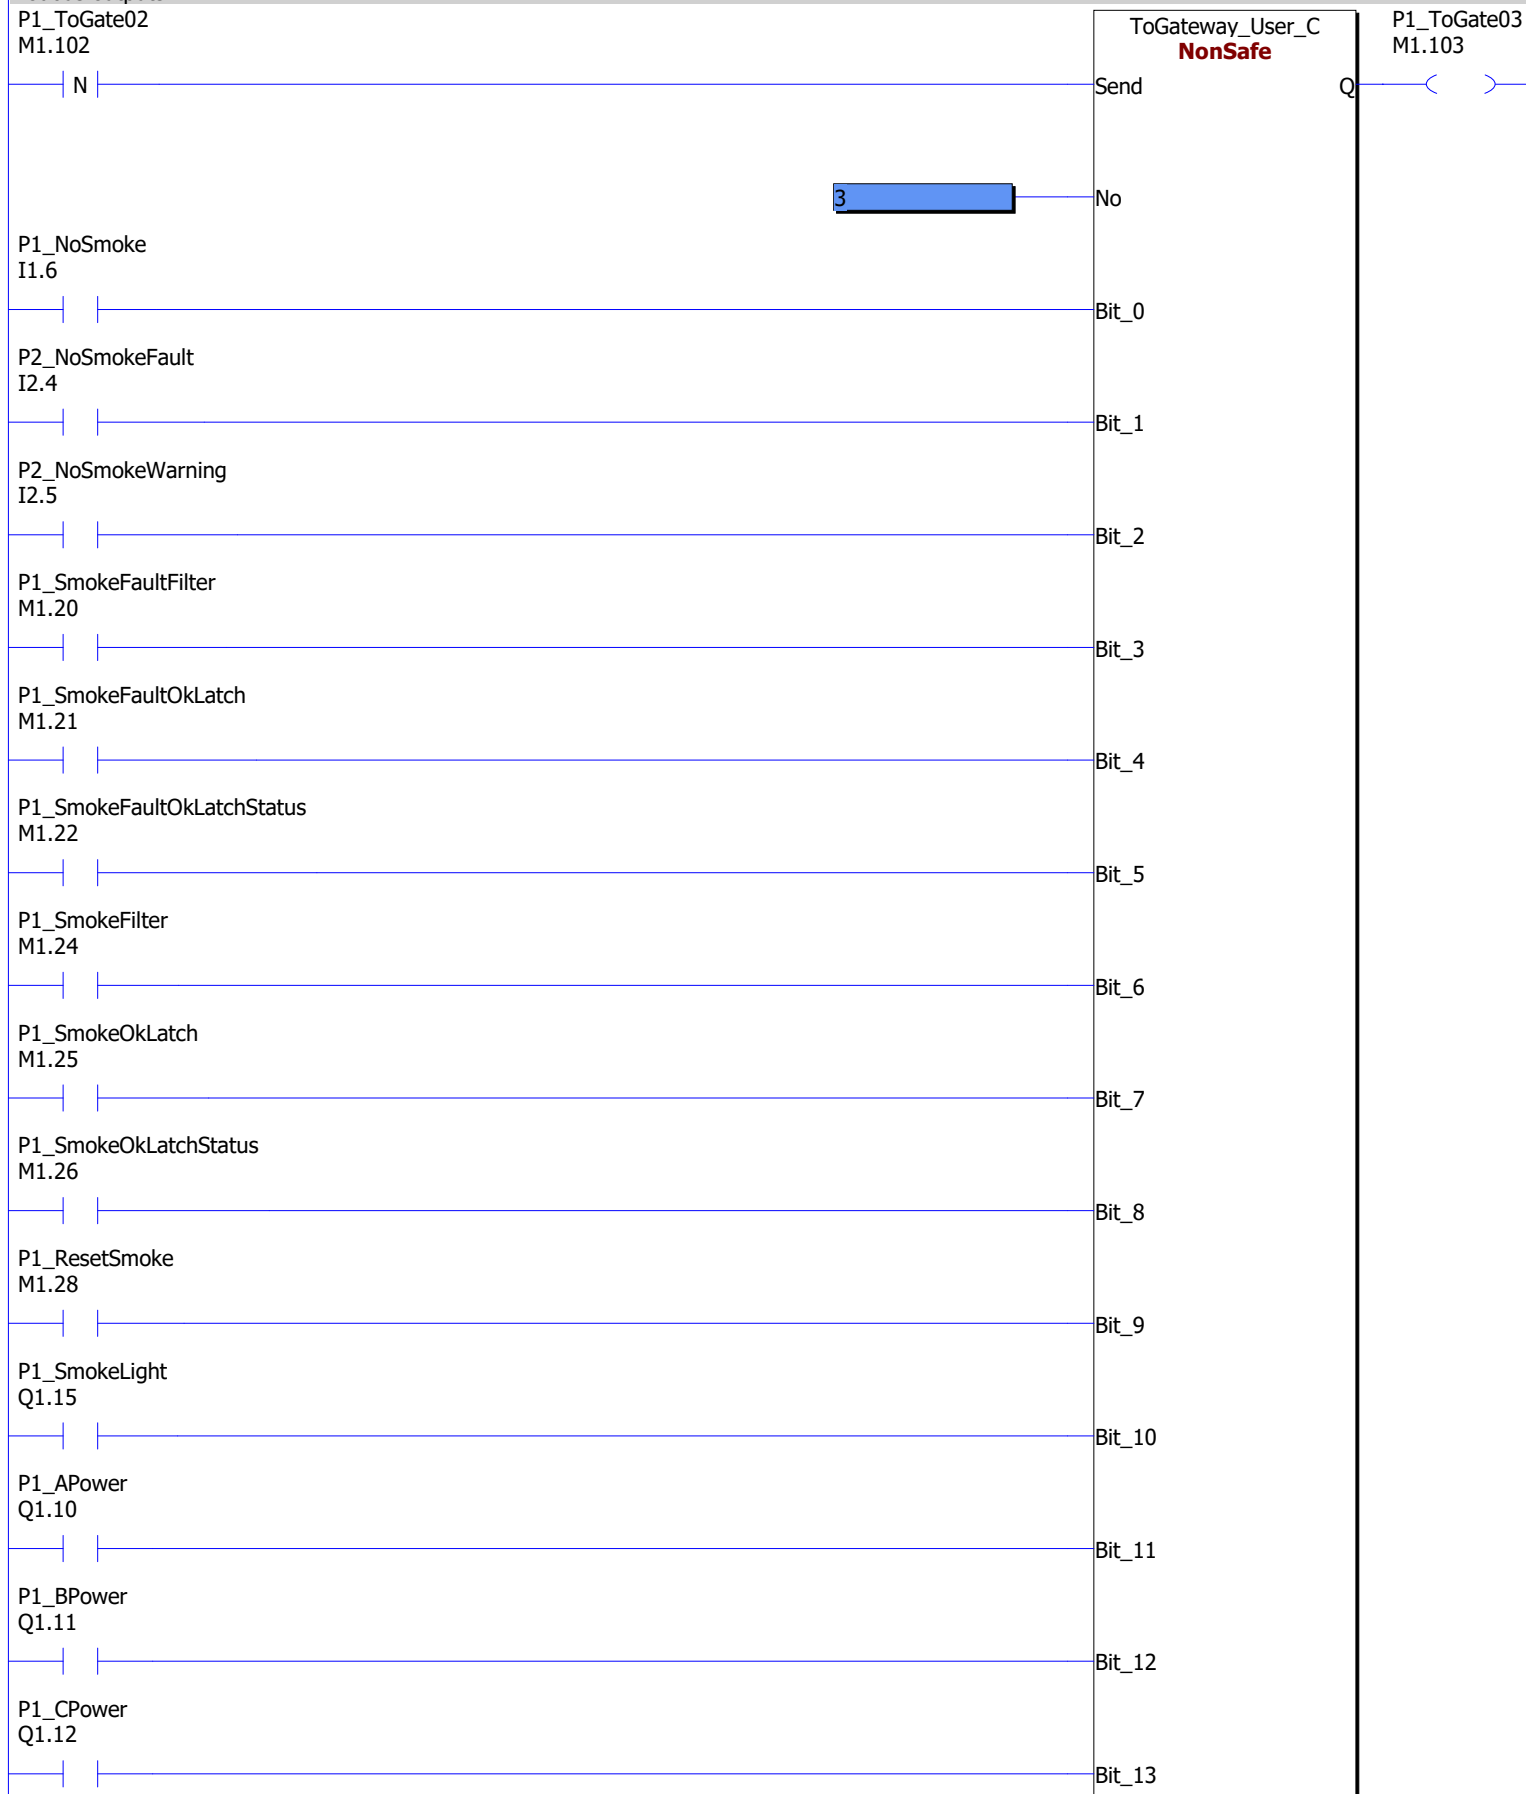 P1_ToGate02
M1.102
N
ToGateway_User_C
NonSafe
P1_ToGate03
M1.103
Send
Q
3
No
P1_NoSmoke
I1.6
Bit_0
P2_NoSmokeFault
I2.4
Bit_1
P2_NoSmokeWarning
I2.5
Bit_2
P1_SmokeFaultFilter
M1.20
Bit_3
P1_SmokeFaultOkLatch
M1.21
Bit_4
P1_SmokeFaultOkLatchStatus
M1.22
Bit_5
P1_SmokeFilter
M1.24
Bit_6
P1_SmokeOkLatch
M1.25
Bit_7
P1_SmokeOkLatchStatus
M1.26
Bit_8
P1_ResetSmoke
M1.28
Bit_9
P1_SmokeLight
Q1.15
Bit_10
P1_APower
Q1.10
Bit_11
P1_BPower
Q1.11
Bit_12
P1_CPower
Q1.12
Bit_13